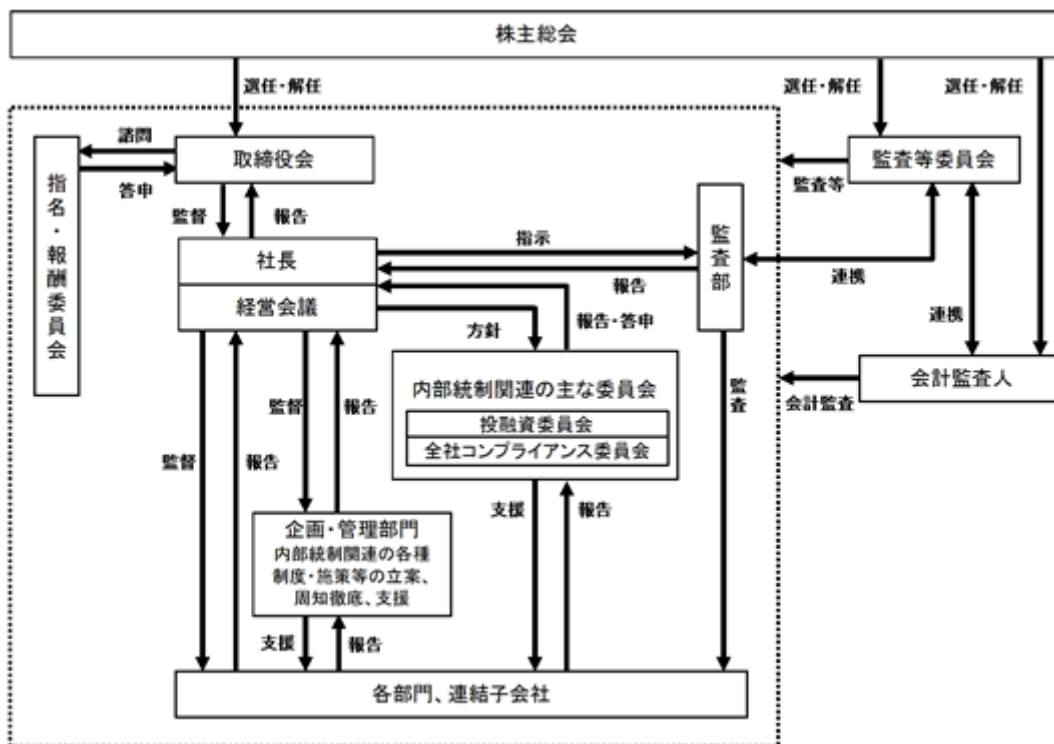 株主総会
選任・解任
選任・解任
選任・解任
諮問
取締役会
監査等委員会
答申
監査等
指名・報酬委員会
監督
報告
指示
監査部
社長
報告
連携
経営会議
方針
報告・答申
連携
会計監査人
内部統制関連の主な委員会
監督
報告
監査
会計監査
投融資委員会
全社コンプライアンス委員会
監督
報告
支援
報告
企画・管理部門
内部統制関連の各種
制度・施策等の立案、
周知徹底、支援
支援
報告
各部門、連結子会社